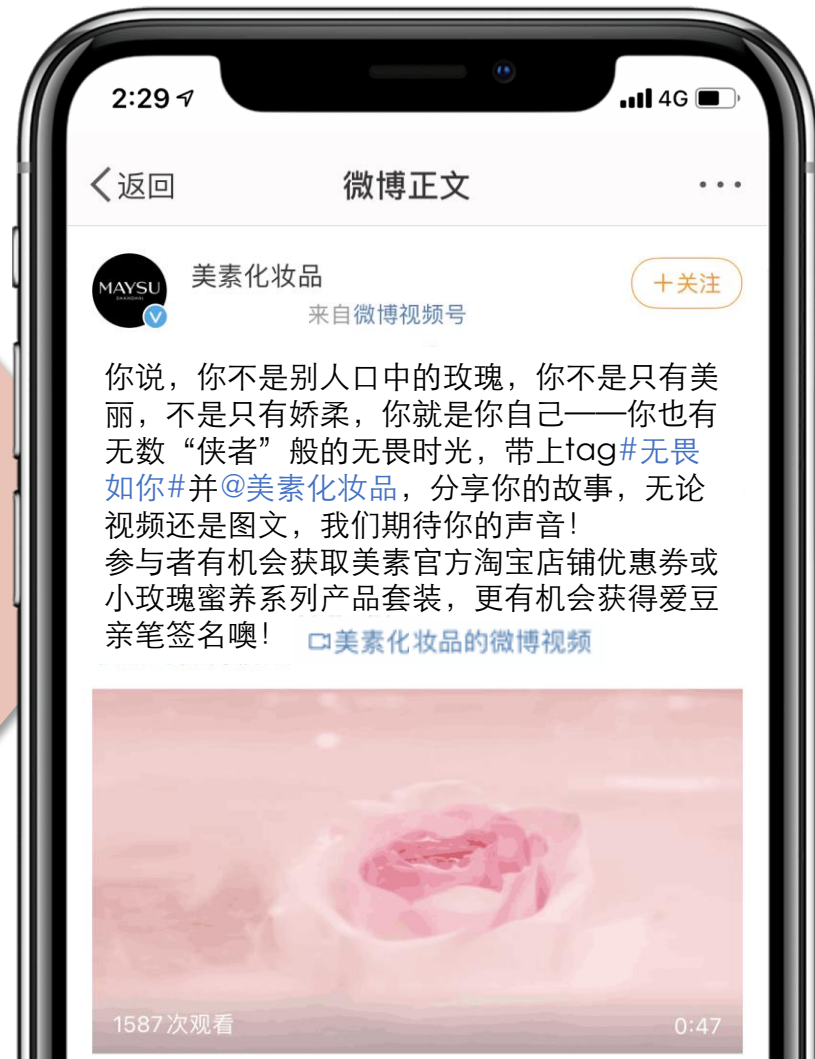 2:29
4G
返回
微博正文
MAYSU
SHANGHAI
美素化妆品
+关注
来自微博视频号
你说，你不是别人口中的玫瑰，你不是只有美
丽，不是只有娇柔，你就是你自己——你也有
无数“侠者”般的无畏时光，带上tag#无畏
如你#并@美素化妆品，分享你的故事，无论
视频还是图文，我们期待你的声音！
参与者有机会获取美素官方淘宝店铺优惠券或
小玫瑰蜜养系列产品套装，更有机会获得爱豆
亲笔签名噢！ 美素化妆品的微博视频
1587次观看
0:47